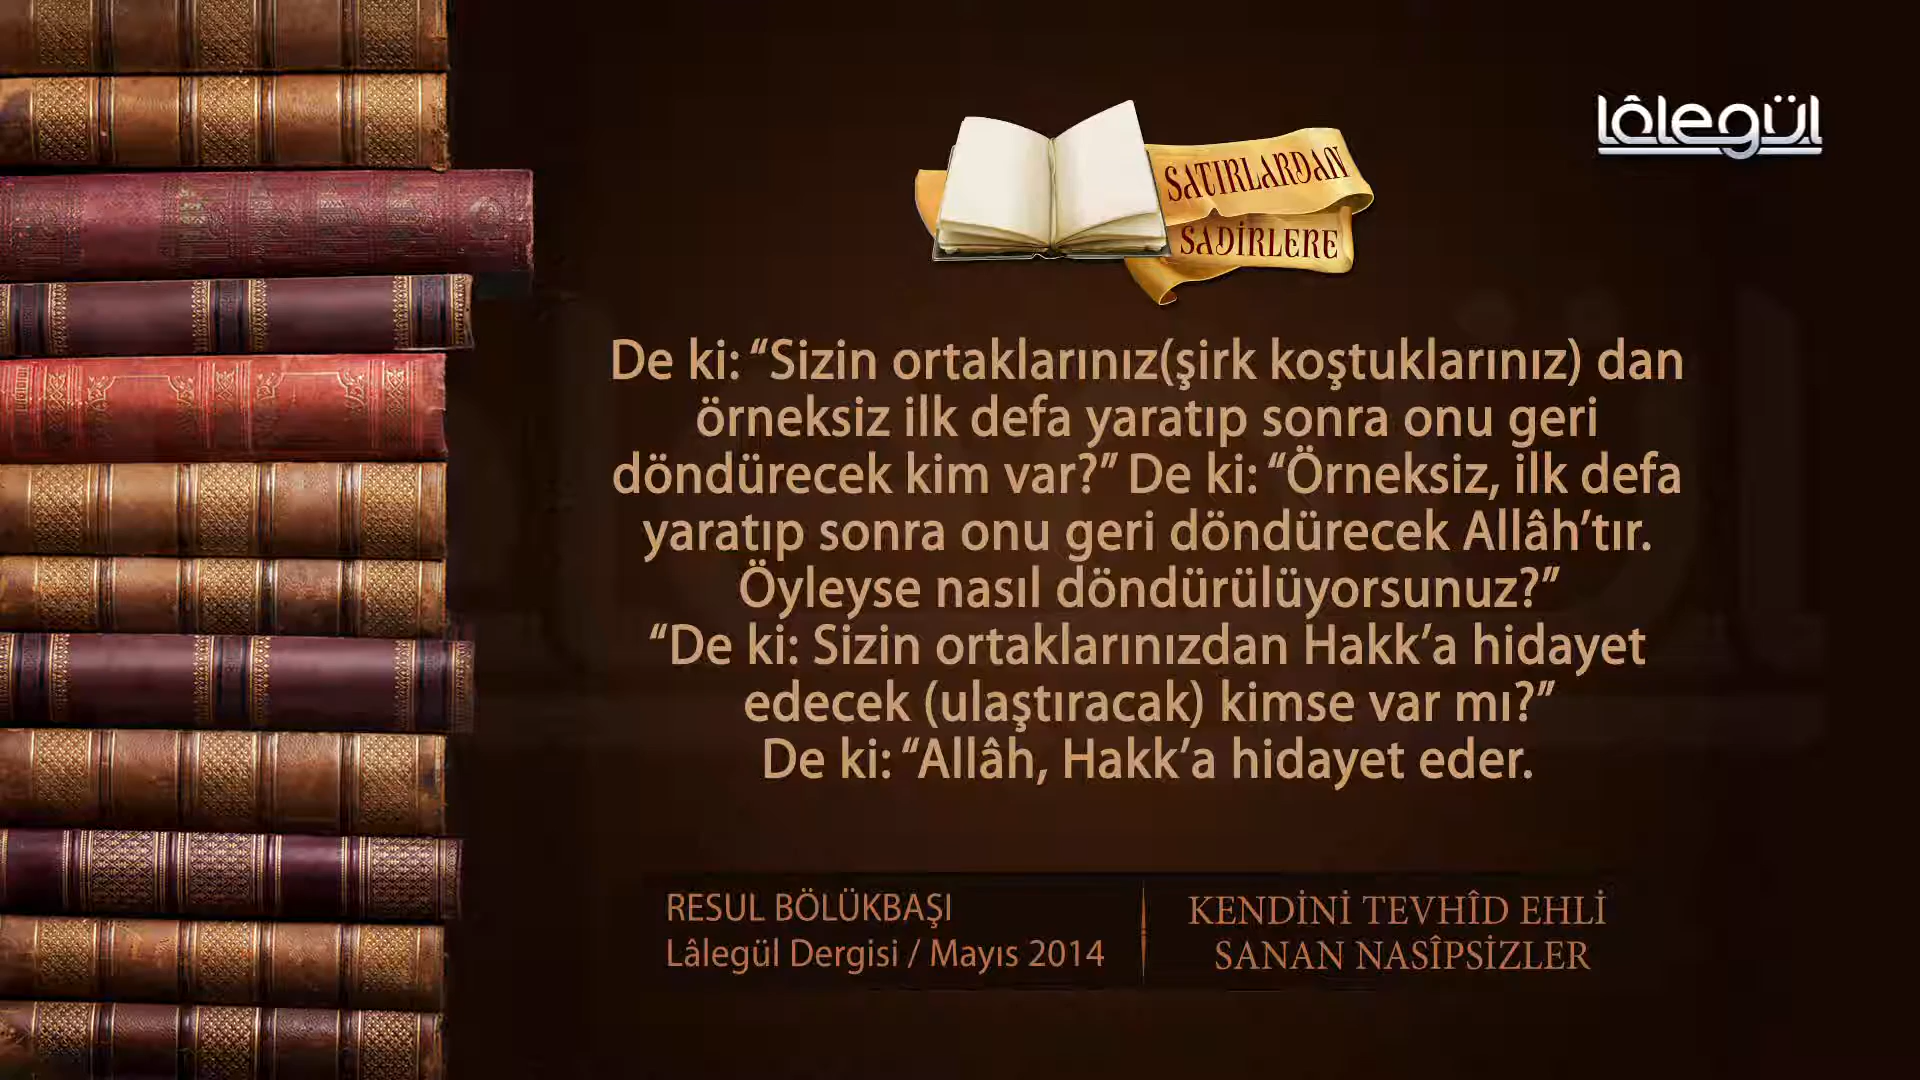 lâlegül
SATIRLARDAN
SADİRLERE
De ki: “Sizin ortaklarınız(şirk koştuklarınız) dan
örneksiz ilk defa yaratıp sonra onu geri
döndürecek kim var?” De ki: “Örneksiz, ilk defa
yaratıp sonra onu geri döndürecek Allâh’tır.
Öyleyse nasıl döndürülüyorsunuz?”
“De ki: Sizin ortaklarınızdan Hakk’a hidayet
edecek (ulaştıracak) kimse var mı?”
De ki: “Allâh, Hakk’a hidayet eder.
RESUL BÖLÜKBAŞI
Lâlegül Dergisi / Mayıs 2014
KENDİNİ TEVHÎD EHLİ
SANAN NASÎPSİZLER